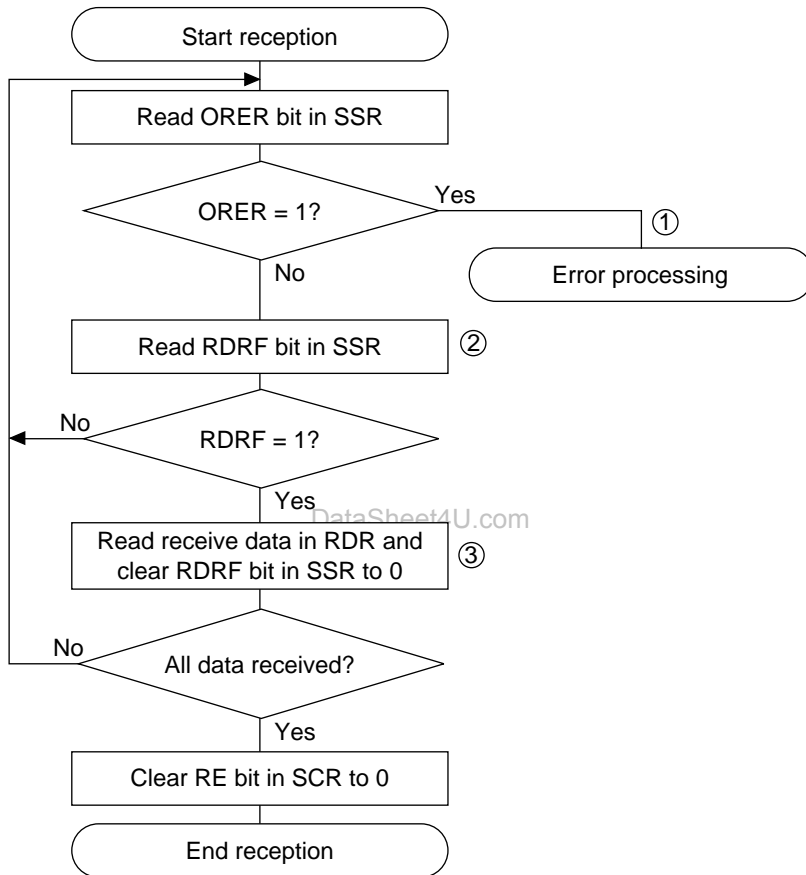 Start reception
Read ORER bit in SSR
ORER = 1?
Yes
①
Error processing
No
Read RDRF bit in SSR
②
No
RDRF = 1?
Yes
DataSheet4U.com
Read receive data in RDR and
clear RDRF bit in SSR to 0
③
No
All data received?
Yes
Clear RE bit in SCR to 0
End reception